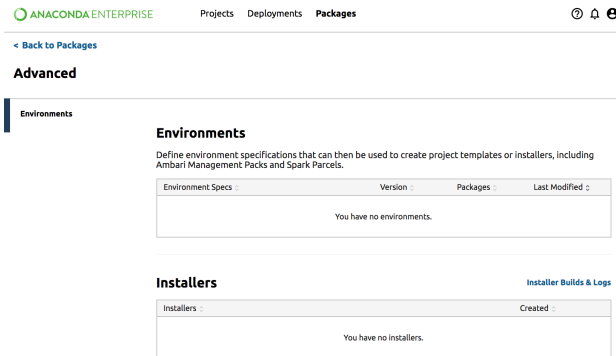 ANACONDA ENTERPRISE Projects Deployments Packages
< Back to Packages
Advanced
Environments
Environments
Define environment specifications that can then be used to create project templates or installers, including
Ambari Management Packs and Spark Parcels.
Environment Specs Version Packages Last Modified
You have no environments.
Installers Installer Builds & Logs
Installers Created
You have no installers.